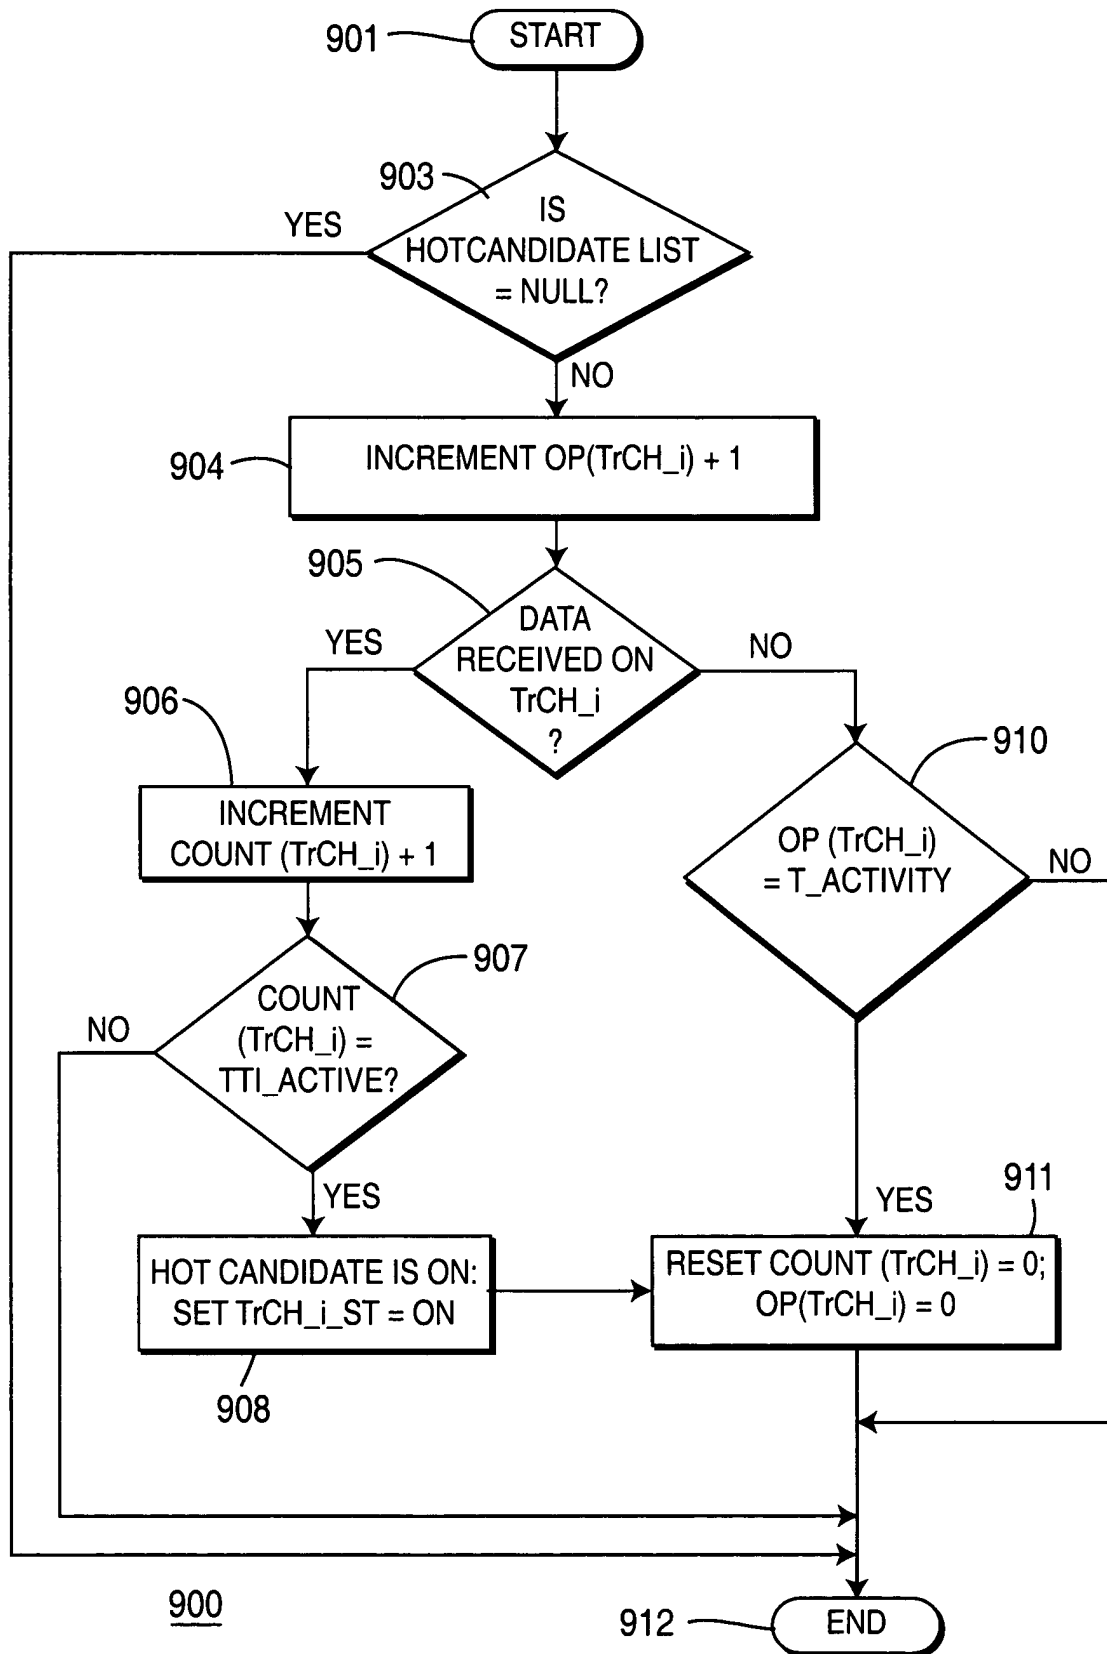 901
START
903
IS
HOTCANDIDATE LIST
= NULL?
YES
NO
904
INCREMENT OP(TrCH_i) + 1
905
DATA
RECEIVED ON
TrCH_i
?
YES
NO
906
INCREMENT
COUNT (TrCH_i) + 1
910
OP (TrCH_i)
= T_ACTIVITY
NO
907
COUNT
(TrCH_i) =
TTI_ACTIVE?
NO
YES
YES
911
HOT CANDIDATE IS ON:
SET TrCH_i_ST = ON
908
RESET COUNT (TrCH_i) = 0;
OP(TrCH_i) = 0
900
912
END